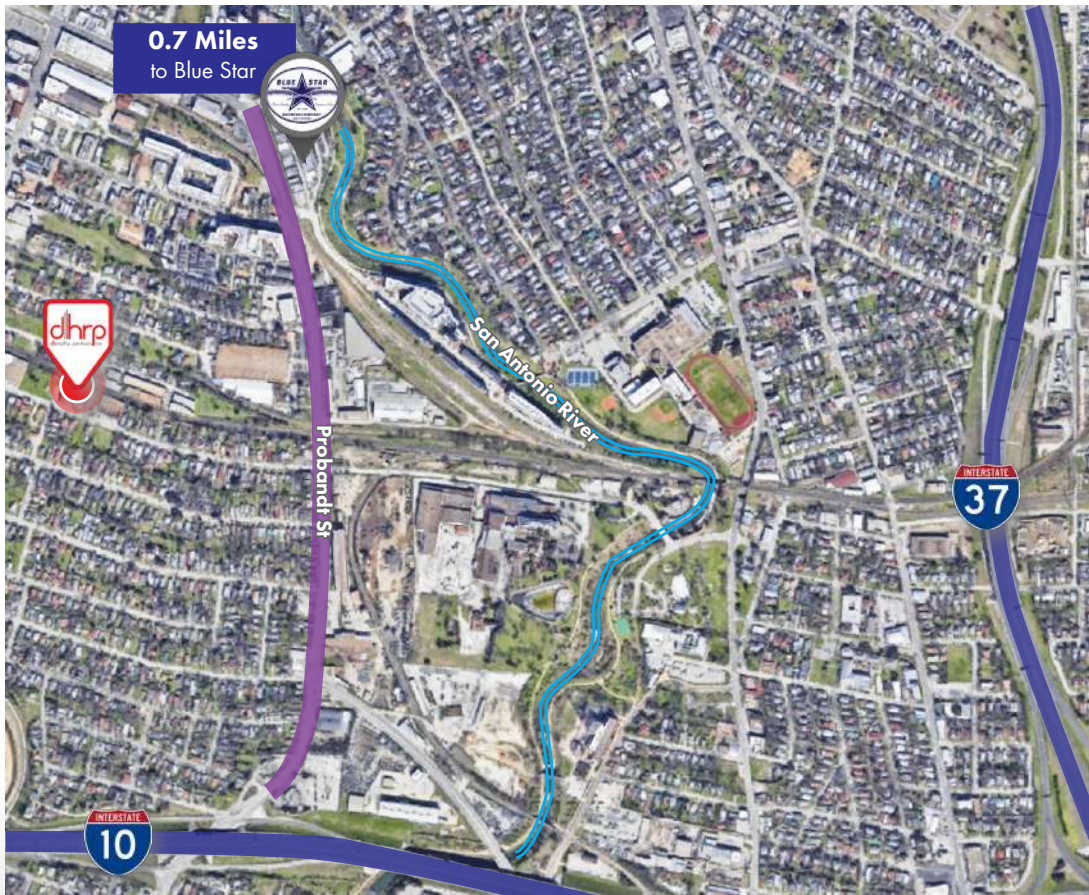 0.7 Miles
to Blue Star
BLUE STAR
dhrp
San Antonio River
Probandt St
INTERSTATE
37
INTERSTATE
10